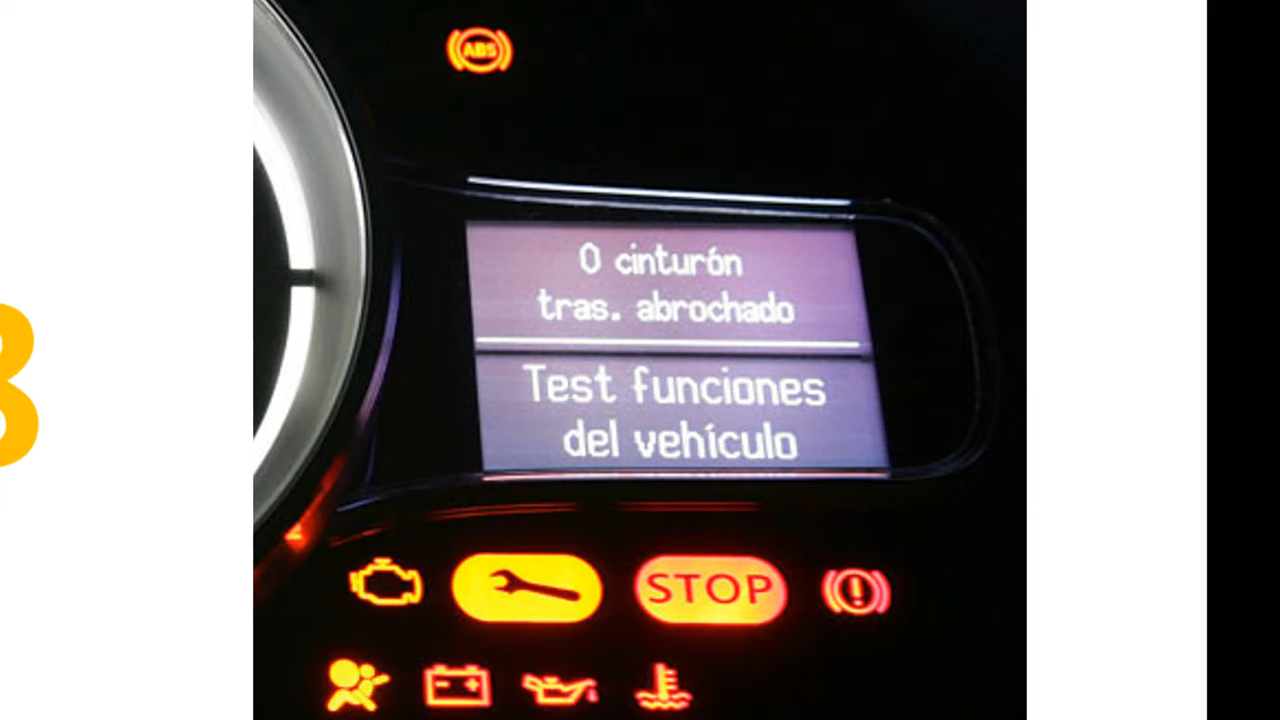 ABS
0 cinturón
tras. abrochado
Test funciones
del vehículo
STOP